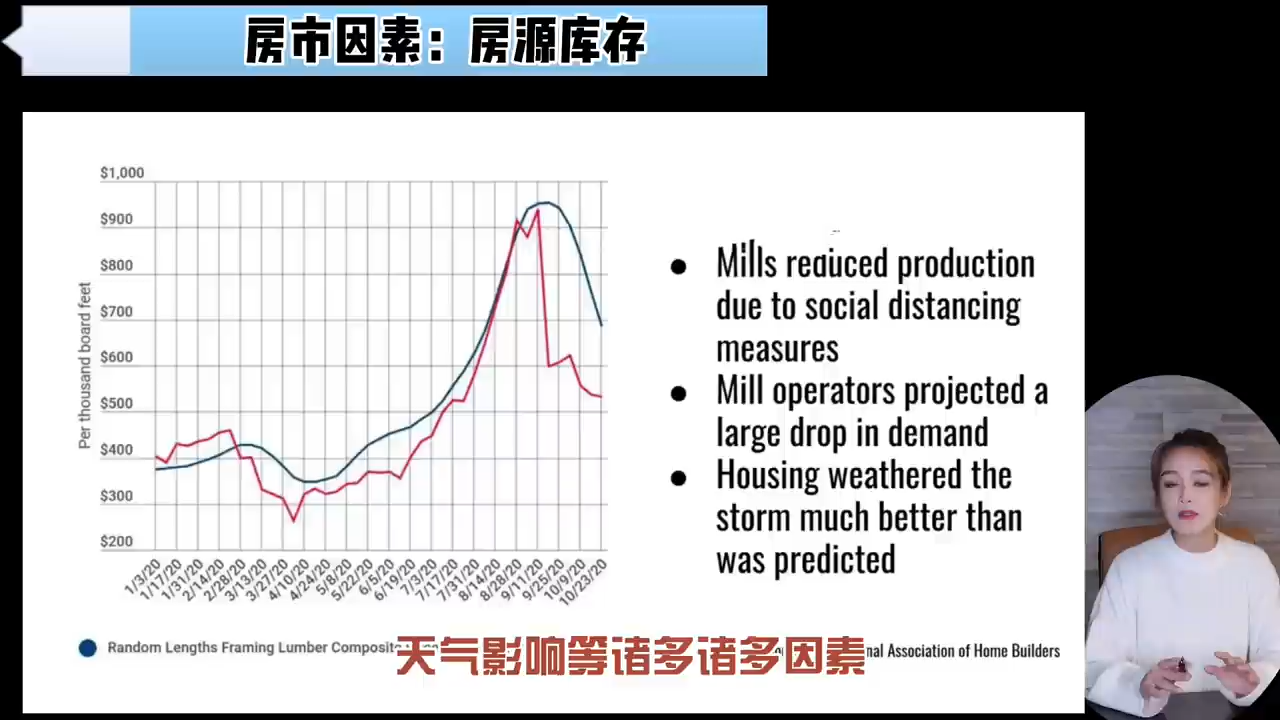 房市因素：房源库存
$1,000
$900
$800
$700
$600
$500
$400
$300
$200
Per thousand board feet
1/3/20
1/17/20
1/31/20
2/14/20
2/28/20
3/13/20
3/27/20
4/10/20
4/24/20
5/8/20
5/22/20
6/5/20
6/19/20
7/3/20
7/17/20
7/31/20
8/14/20
8/28/20
9/11/20
9/25/20
10/9/20
10/23/20
● Mills reduced production
due to social distancing
measures
● Mill operators projected a
large drop in demand
● Housing weathered the
storm much better than
was predicted
Random Lengths Framing Lumber Composite
Association of Home Builders
天气影响等诸多诸多因素